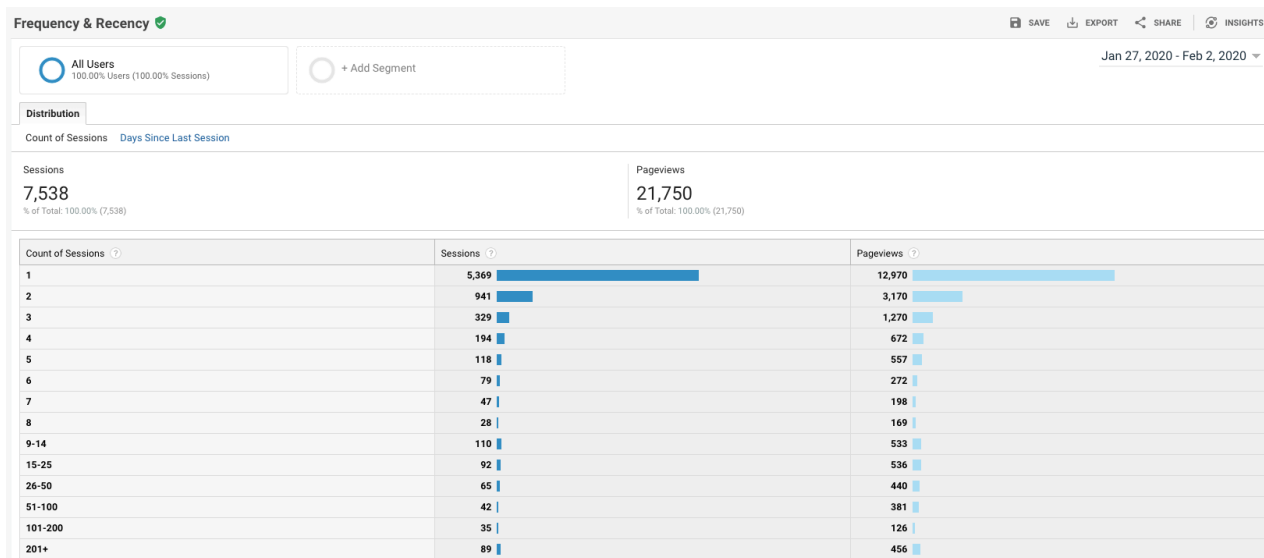 Frequency & Recency
SAVE EXPORT SHARE INSIGHTS
All Users
100.00% Users (100.00% Sessions)
+ Add Segment
Jan 27, 2020 - Feb 2, 2020
Distribution
Count of Sessions Days Since Last Session
Sessions Pageviews
7,538 21,750
% of Total: 100.00% (7,538) % of Total: 100.00% (21,750)
Count of Sessions ? Sessions ? Pageviews ?
1 5,369 12,970
2 941 3,170
3 329 1,270
4 194 672
5 118 557
6 79 272
7 47 198
8 28 169
9-14 110 533
15-25 92 536
26-50 65 440
51-100 42 381
101-200 35 126
201+ 89 456